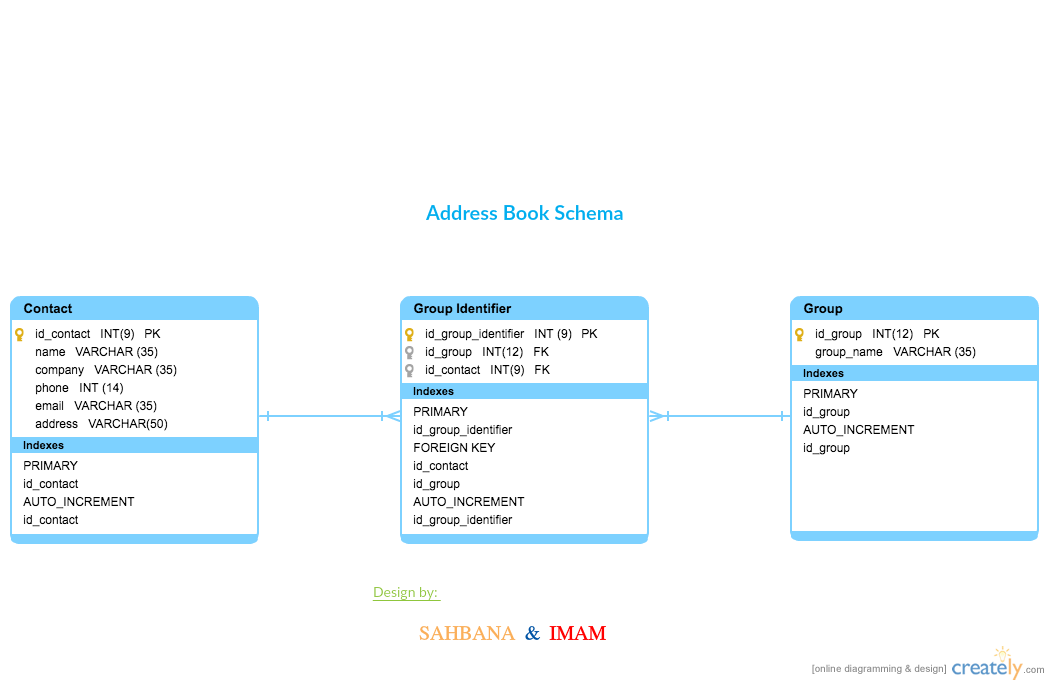 Address Book Schema
Contact
id_contact INT(9) PK
name VARCHAR (35)
company VARCHAR (35)
phone INT (14)
email VARCHAR (35)
address VARCHAR(50)
Indexes
PRIMARY
id_contact
AUTO_INCREMENT
id_contact
Group Identifier
id_group_identifier INT (9) PK
id_group INT(12) FK
id_contact INT(9) FK
Indexes
PRIMARY
id_group_identifier
FOREIGN KEY
id_contact
id_group
AUTO_INCREMENT
id_group_identifier
Group
id_group INT(12) PK
group_name VARCHAR (35)
Indexes
PRIMARY
id_group
AUTO_INCREMENT
id_group
Design by:
SAHBANA & IMAM
[online diagramming & design] creately.com